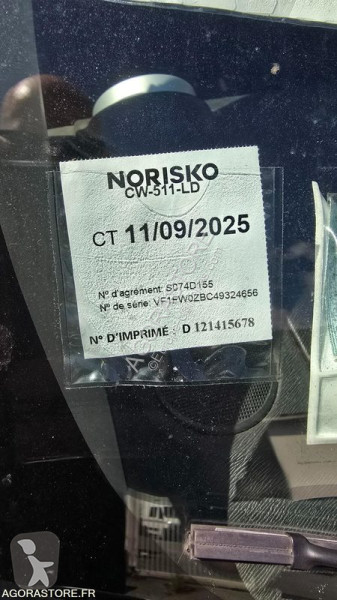 NORISKO
CW-511-LD
CT 11/09/2025
N° d'agrément: S074D155
N° de série: VF1FW0ZBC49324656
N° D'IMPRIMÉ : D 121415678
AGORASTORE.FR